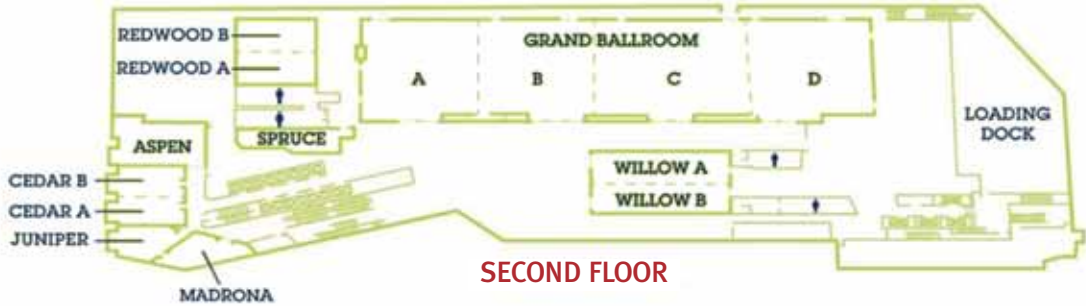 REDWOOD B
REDWOOD A
GRAND BALLROOM
A
B
C
D
SPRUCE
ASPEN
LOADING
DOCK
CEDAR B
CEDAR A
JUNIPER
MADRONA
WILLOW A
WILLOW B
SECOND FLOOR